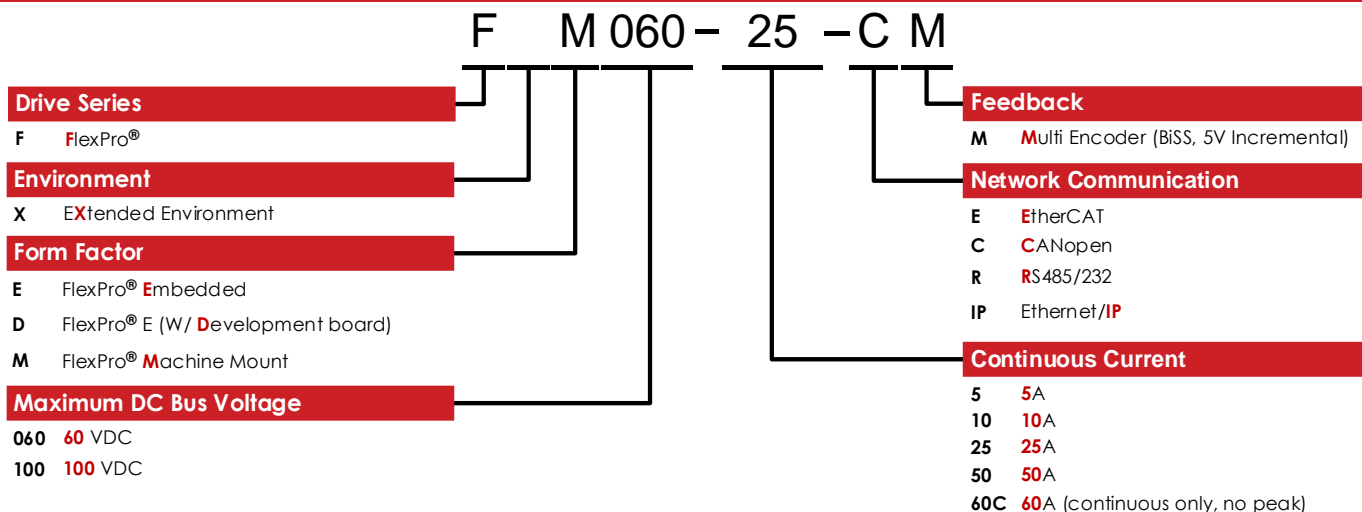 F M 060 – 25 – C M
Drive Series
F FlexPro®
Environment
X EXtended Environment
Form Factor
E FlexPro® Embedded
D FlexPro® E (W/ Development board)
M FlexPro® Machine Mount
Maximum DC Bus Voltage
060 60 VDC
100 100 VDC
Feedback
M Multi Encoder (BiSS, 5V Incremental)
Network Communication
E EtherCAT
C CANopen
R RS485/232
IP Ethernet/IP
Continuous Current
5 5A
10 10A
25 25A
50 50A
60C 60A (continuous only, no peak)